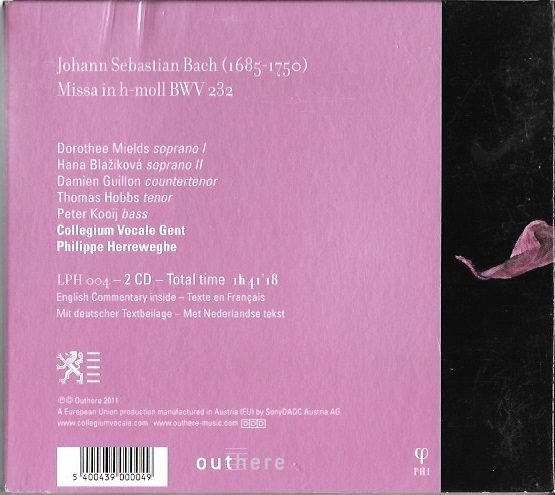 Johann Sebastian Bach (1685-1750)
Missa in h-moll BWV 232
Dorothee Mields soprano I
Hana Blažiková soprano II
Damien Guillon countertenor
Thomas Hobbs tenor
Peter Kooij bass
Collegium Vocale Gent
Philippe Herreweghe
LPH 004 – 2 CD – Total time 1h41'18
English Commentary inside – Texte en Français
Mit deutscher Textbeilage – Met Nederlandse tekst
℗© Outhere 2011
A European Union production manufactured in Austria (EU) by SonyDADC Austria AG
www.collegiumvocale.com www.outhere-music.com DDD
5 400439 000049
outhere
φ
PHI